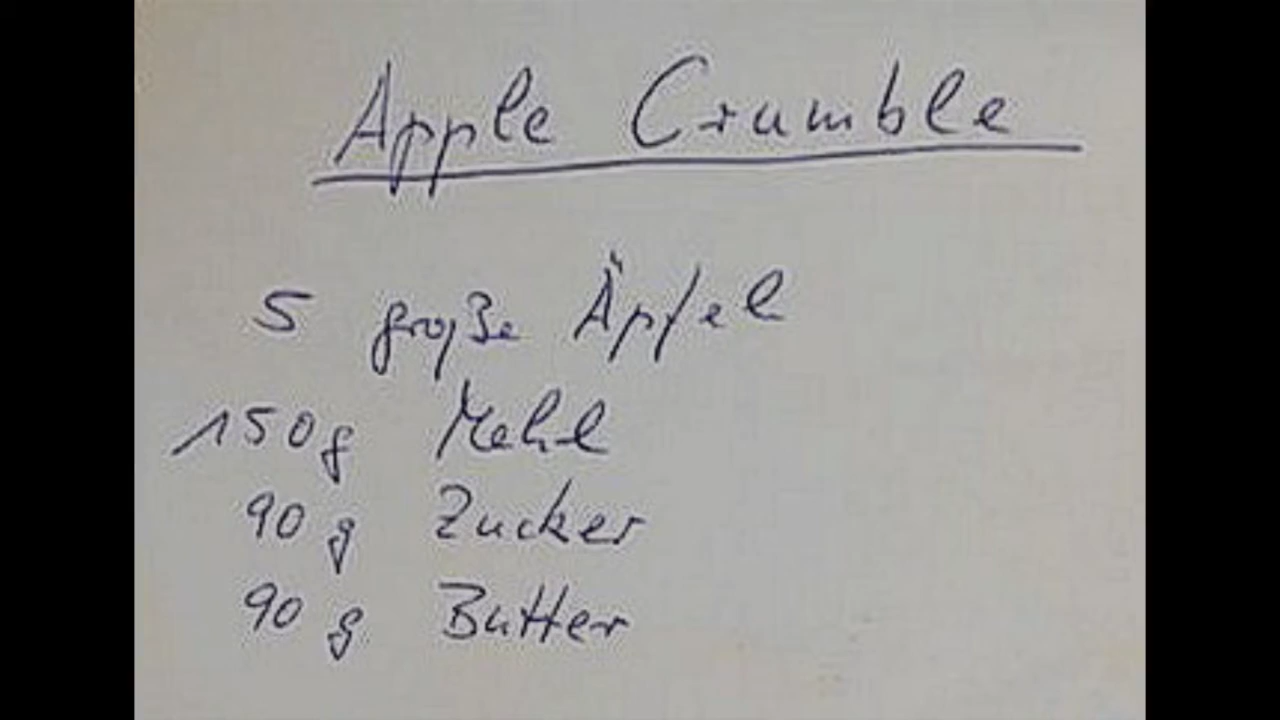 Apple Crumble
5 große Äpfel
150g Mehl
90 g Zucker
90 g Butter